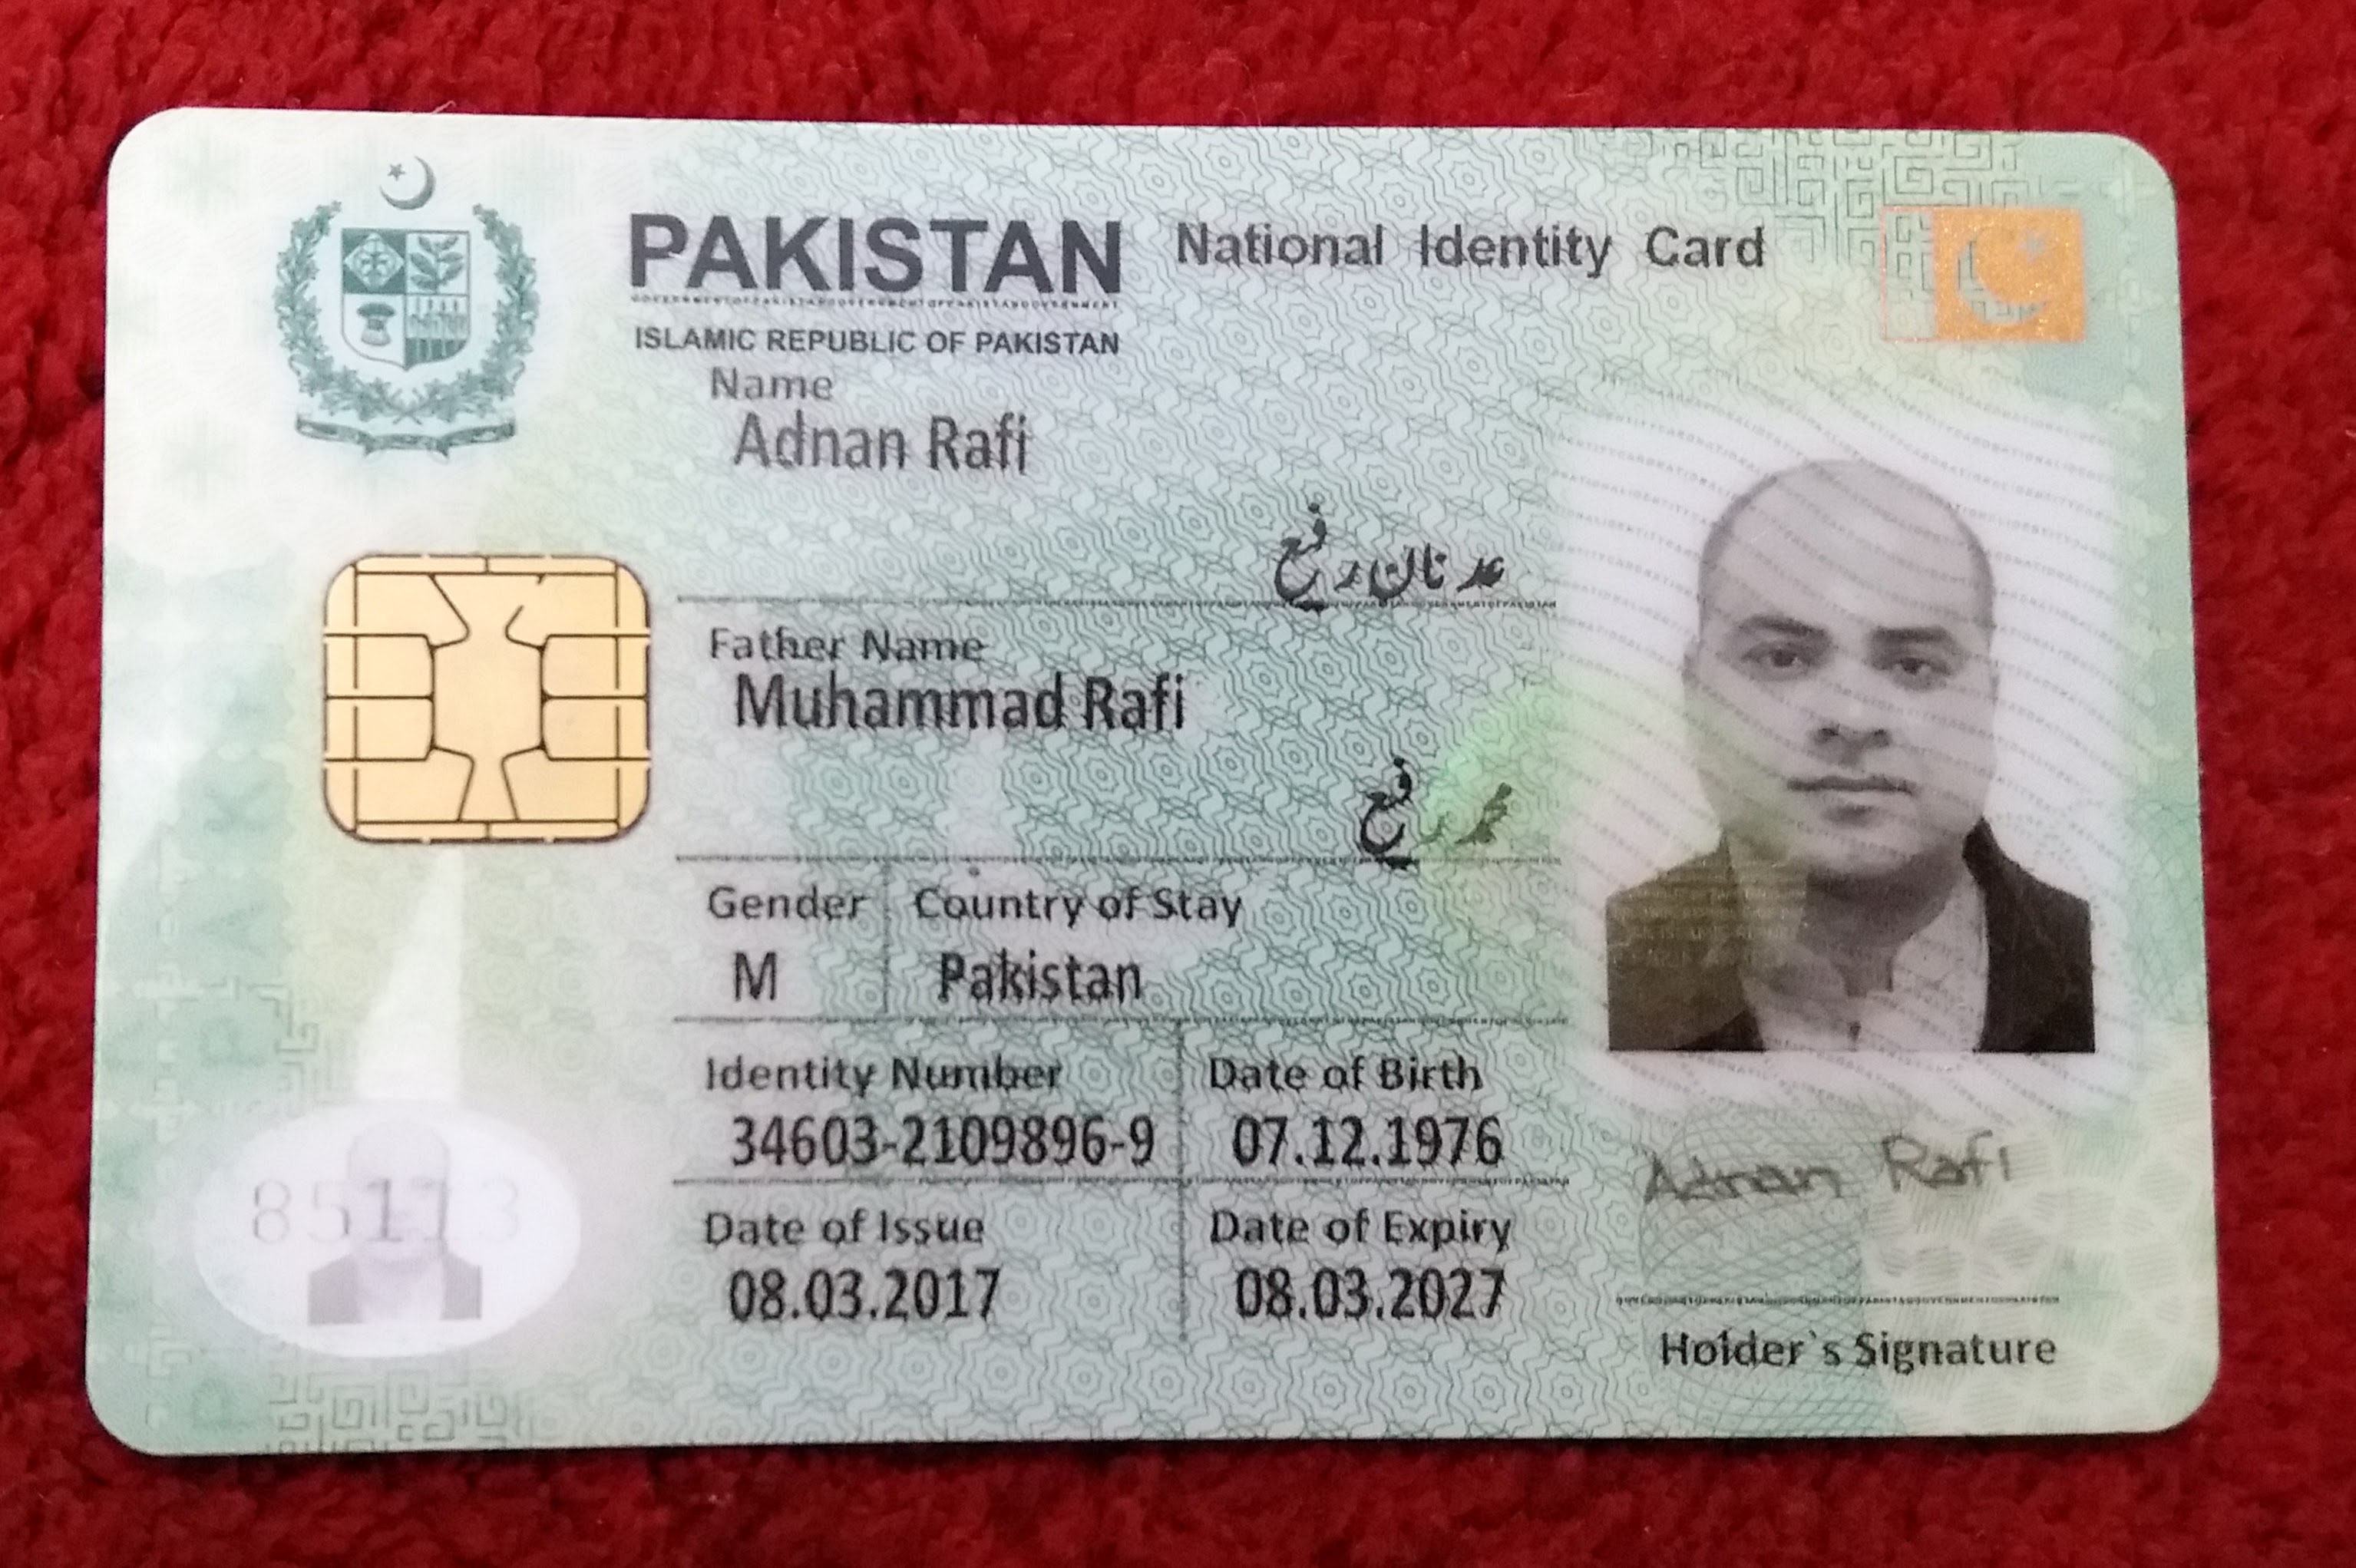 PAKISTAN National Identity Card
ISLAMIC REPUBLIC OF PAKISTAN
Name
Adnan Rafi
عدنان رفیع
Father Name
Muhammad Rafi
محمد رفیع
Gender Country of Stay
M Pakistan
Identity Number Date of Birth
34603-2109896-9 07.12.1976
Date of Issue Date of Expiry
08.03.2017 08.03.2027
85113
Adnan Rafi
Holder`s Signature